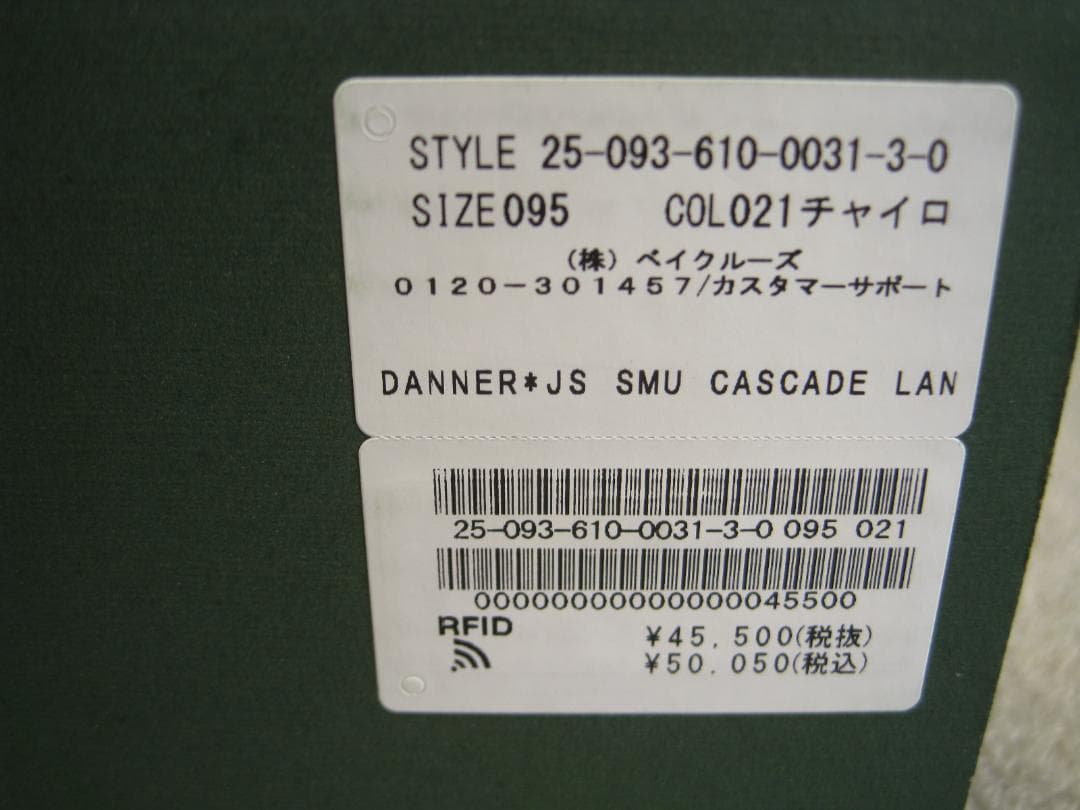 STYLE 25-093-610-0031-3-0
SIZE095 COL021チャイロ
（株）ベイクルーズ
０１２０－３０１４５７/カスタマーサポート
DANNER*JS SMU CASCADE LAN
25-093-610-0031-3-0 095 021
00000000000000045500
RFID
¥45,500(税抜)
¥50.050(税込)